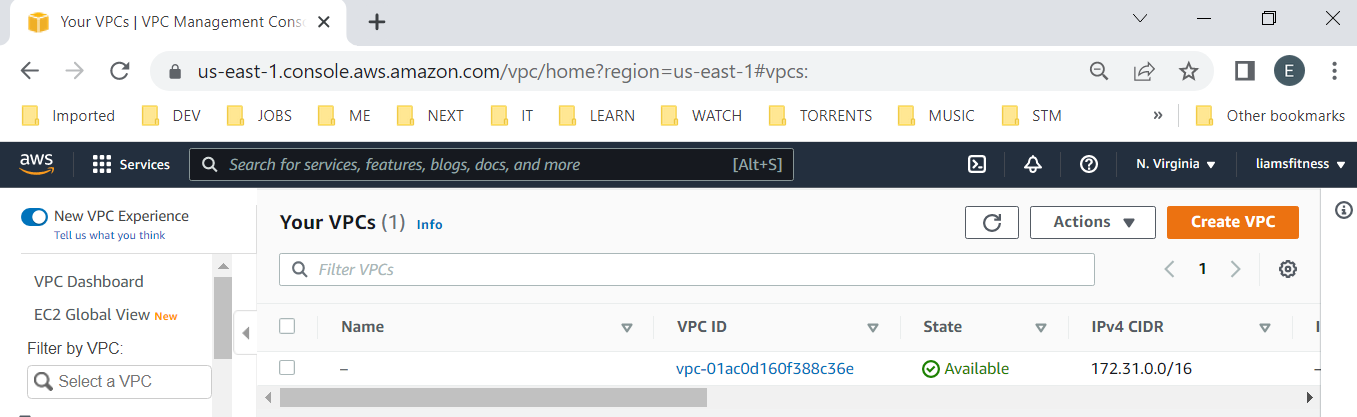 Your VPCs | VPC Management Cons
us-east-1.console.aws.amazon.com/vpc/home?region=us-east-1#vpcs:
E
Imported DEV JOBS ME NEXT IT LEARN WATCH TORRENTS MUSIC STM » Other bookmarks
aws Services Search for services, features, blogs, docs, and more [Alt+S] N. Virginia liamsfitness
New VPC Experience
Tell us what you think
Your VPCs (1) Info
Actions
Create VPC
VPC Dashboard
EC2 Global View New
Filter by VPC:
Select a VPC
Filter VPCs
1
Name VPC ID State IPv4 CIDR
– vpc-01ac0d160f388c36e Available 172.31.0.0/16 –